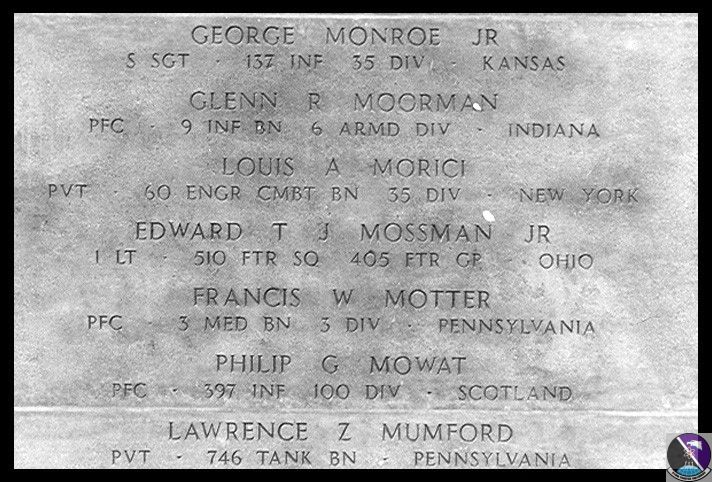 GEORGE MONROE JR
S SGT · 137 INF 35 DIV · KANSAS
GLENN R MOORMAN
PFC · 9 INF BN 6 ARMD DIV · INDIANA
LOUIS A MORICI
PVT · 60 ENGR CMBT BN 35 DIV · NEW YORK
EDWARD T J MOSSMAN JR
1 LT · 510 FTR SQ 405 FTR GP · OHIO
FRANCIS W MOTTER
PFC · 3 MED BN 3 DIV · PENNSYLVANIA
PHILIP G MOWAT
PFC · 397 INF 100 DIV · SCOTLAND
LAWRENCE Z MUMFORD
PVT · 746 TANK BN · PENNSYLVANIA